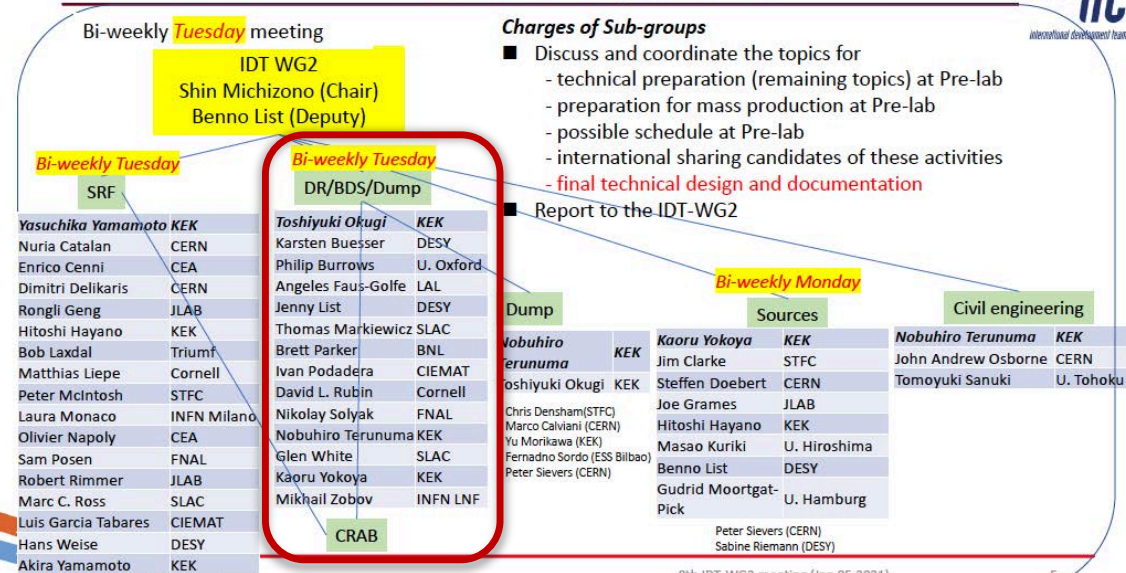 Bi-weekly Tuesday meeting
IDT WG2
Shin Michizono (Chair)
Benno List (Deputy)
Charges of Sub-groups
■ Discuss and coordinate the topics for
- technical preparation (remaining topics) at Pre-lab
- preparation for mass production at Pre-lab
- possible schedule at Pre-lab
- international sharing candidates of these activities
- final technical design and documentation
■ Report to the IDT-WG2
international development team
Bi-weekly Tuesday
SRF
Yasuchika Yamamoto KEK
Nuria Catalan CERN
Enrico Cenni CEA
Dimitri Delikaris CERN
Rongli Geng JLAB
Hitoshi Hayano KEK
Bob Laxdal Triumf
Matthias Liepe Cornell
Peter McIntosh STFC
Laura Monaco INFN Milano
Olivier Napoly CEA
Sam Posen FNAL
Robert Rimmer JLAB
Marc C. Ross SLAC
Luis Garcia Tabares CIEMAT
Hans Weise DESY
Akira Yamamoto KEK
Bi-weekly Tuesday
DR/BDS/Dump
Toshiyuki Okugi KEK
Karsten Buesser DESY
Philip Burrows U. Oxford
Angeles Faus-Golfe LAL
Jenny List DESY
Thomas Markiewicz SLAC
Brett Parker BNL
Ivan Podadera CIEMAT
David L. Rubin Cornell
Nikolay Solyak FNAL
Nobuhiro Terunuma KEK
Glen White SLAC
Kaoru Yokoya KEK
Mikhail Zobov INFN LNF
CRAB
Dump
Nobuhiro
Terunuma KEK
Toshiyuki Okugi KEK
Chris Densham(STFC)
Marco Calviani (CERN)
Yu Morikawa (KEK)
Fernadno Sordo (ESS Bilbao)
Peter Sievers (CERN)
Bi-weekly Monday
Sources
Kaoru Yokoya KEK
Jim Clarke STFC
Steffen Doebert CERN
Joe Grames JLAB
Hitoshi Hayano KEK
Masao Kuriki U. Hiroshima
Benno List DESY
Gudrid Moortgat-
Pick U. Hamburg
Peter Sievers (CERN)
Sabine Riemann (DESY)
Civil engineering
Nobuhiro Terunuma KEK
John Andrew Osborne CERN
Tomoyuki Sanuki U. Tohoku